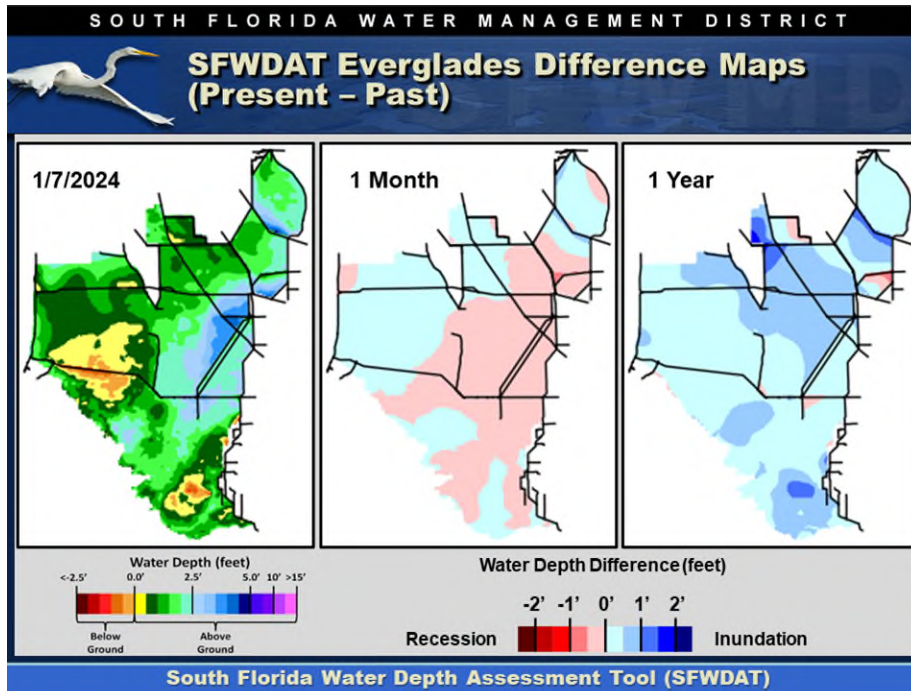 SOUTH FLORIDA WATER MANAGEMENT DISTRICT
SFWDAT Everglades Difference Maps
(Present – Past)
1/7/2024
1 Month
1 Year
Water Depth (feet)
<-2.5' 0.0' 2.5' 5.0' 10' >15'
Below
Ground
Above
Ground
Water Depth Difference (feet)
-2' -1' 0' 1' 2'
Recession Inundation
South Florida Water Depth Assessment Tool (SFWDAT)